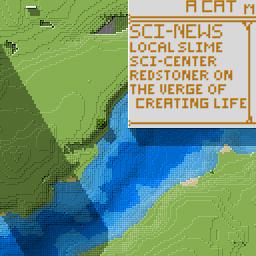 A CAT M
SCI-NEWS
LOCAL SLIME
SCI-CENTER
REDSTONER ON
THE VERGE OF
CREATING LIFE